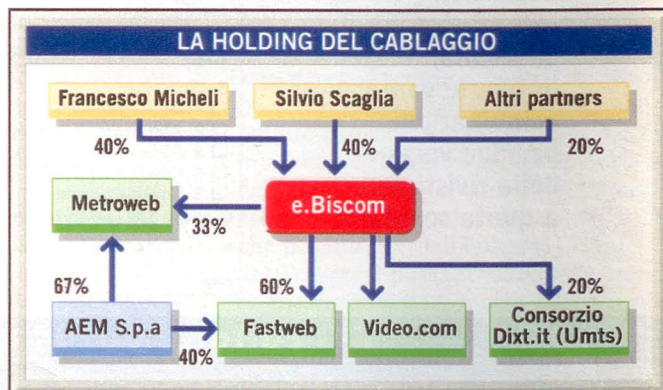 LA HOLDING DEL CABLAGGIO
Francesco Micheli
Silvio Scaglia
Altri partners
40%
40%
20%
e.Biscom
Metroweb
33%
67%
60%
20%
AEM S.p.a
40%
Fastweb
Video.com
Consorzio
Dixt.it (Umts)